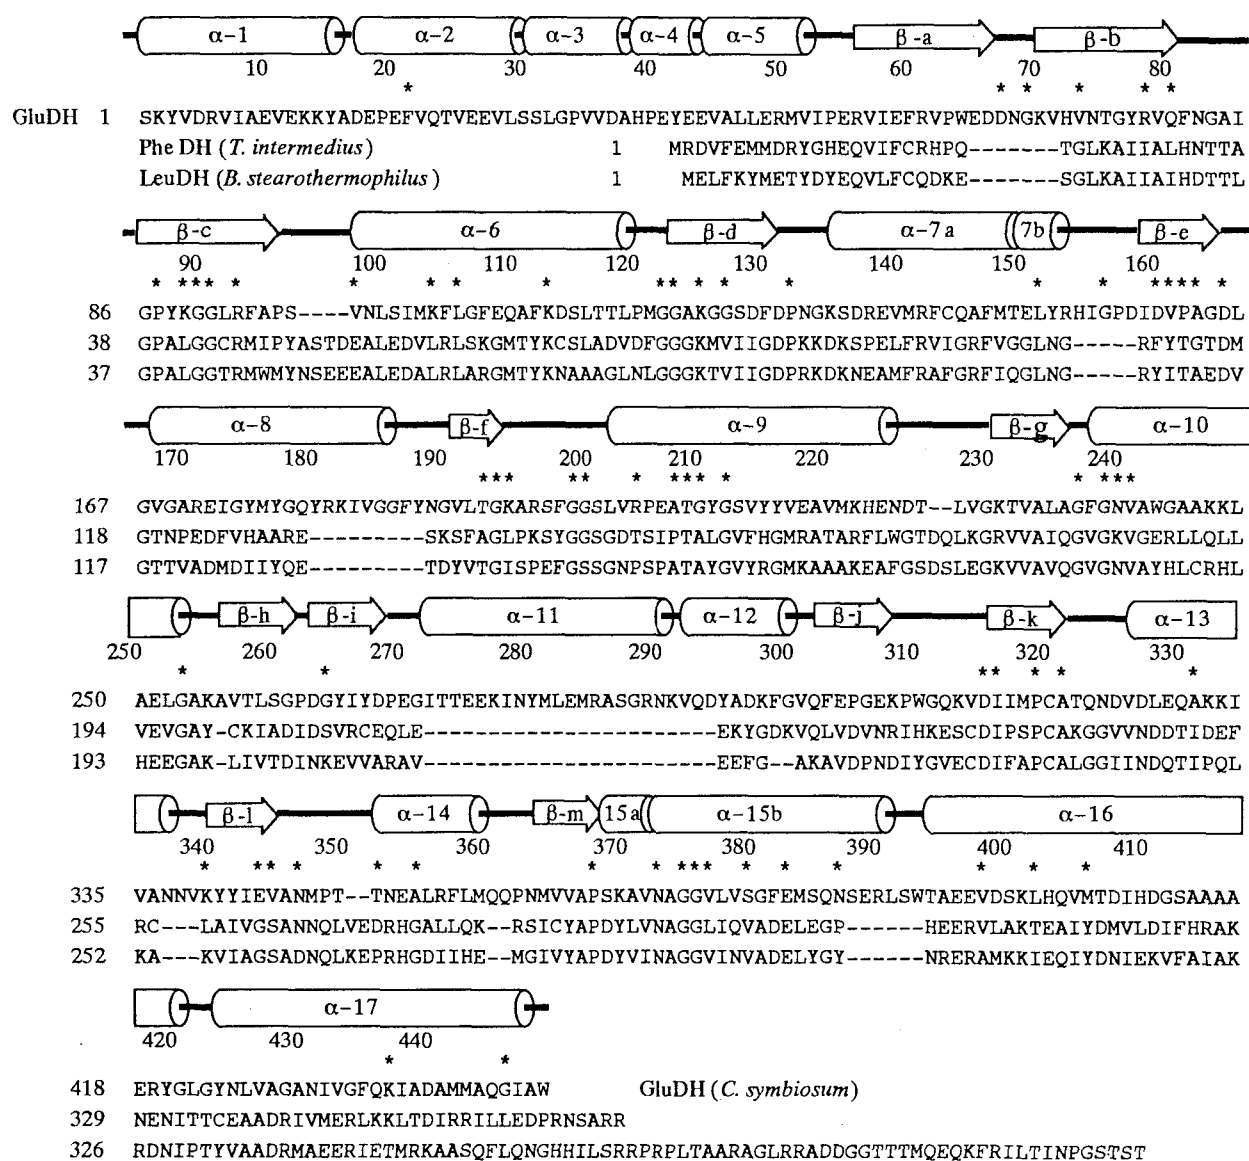 α-1 α-2 α-3 α-4 α-5 β-a β-b
10 20 30 40 50 60 70 80
* * * * * *
GluDH 1 SKYVDRVIAEVEKKYADEPEFVQTVEEVLSSLGPVVDAHPEYEEVALLERMVIPERVIEFRVPWEDDNGKVHVNTGYRVQFNGAI
Phe DH (T. intermedius) 1 MRDVFEMMDRYGHEQVIFCRHPQ-------TGLKAIIALHNTTA
LeuDH (B. stearothermophilus) 1 MELFKYMETYDYEQVLFCQDKE-------SGLKAIIAIHDTTL
β-c α-6 β-d α-7a 7b β-e
90 100 110 120 130 140 150 160
* *** * * * * * ** * ** * * * **** *
86 GPYKGGLRFAPS----VNLSIMKFLGFEQAFKDSLTTLPMGGAKGGSDFDPNGKSDREVMRFCQAFMTELYRHIGPDIDVPAGDL
38 GPALGGCRMIPYASTDEALEDVLRLSKGMTYKCSLADVDFGGGKMVIIGDPKKDKSPELFRVIGRFVGGLNG-----RFYTGTDM
37 GPALGGTRMWMYNSEEEALEDALRLARGMTYKNAAAGLNLGGGKTVIIGDPRKDKNEAMFRAFGRFIQGLNG-----RYITAEDV
α-8 β-f α-9 β-g α-10
170 180 190 200 210 220 230 240
*** ** * *** * * ***
167 GVGAREIGYMYGQYRKIVGGFYNGVLTGKARSFGGSLVRPEATGYGSVYYVEAVMKHENDT--LVGKTVALAGFGNVAWGAAKKL
118 GTNPEDFVHAARE---------SKSFAGLPKSYGGSGDTSIPTALGVFHGMRATARFLWGTDQLKGRVVAIQGVGKVGERLLQLL
117 GTTVADMDIIYQE---------TDYVTGISPEFGSSGNPSPATAYGVYRGMKAAAKEAFGSDSLEGKVVAVQGVGNVAYHLCRHL
β-h β-i α-11 α-12 β-j β-k α-13
250 260 270 280 290 300 310 320 330
* * ** * * *
250 AELGAKAVTLSGPDGYIYDPEGITTEEKINYMLEMRASGRNKVQDYADKFGVQFEPGEKPWGQKVDIIMPCATQNDVDLEQAKKI
194 VEVGAY-CKIADIDSVRCEQLE-----------------------EKYGDKVQLVDVNRIHKESCDIPSPCAKGGVVNDDTIDEF
193 HEEGAK-LIVTDINKEVVARAV-----------------------EEFG--AKAVDPNDIYGVECDIFAPCALGGIINDQTIPQL
β-l α-14 β-m 15a α-15b α-16
340 350 360 370 380 390 400 410
* ** * * * * * *** * * * * * *
335 VANNVKYYIEVANMPT--TNEALRFLMQQPNMVVAPSKAVNAGGVLVSGFEMSQNSERLSWTAEEVDSKLHQVMTDIHDGSAAAA
255 RC---LAIVGSANNQLVEDRHGALLQK--RSICYAPDYLVNAGGLIQVADELEGP------HEERVLAKTEAIYDMVLDIFHRAK
252 KA---KVIAGSADNQLKEPRHGDIIHE--MGIVYAPDYVINAGGVINVADELYGY------NRERAMKKIEQIYDNIEKVFAIAK
α-17
420 430 440
* *
418 ERYGLGYNLVAGANIVGFQKIADAMMAQGIAW GluDH (C. symbiosum)
329 NENITTCEAADRIVMERLKKLTDIRRILLEDPRNSARR
326 RDNIPTYVAADRMAEERIETMRKAASQFLQNGHHILSRRPRPLTAARAGLRRADDGGTTTMQEQKFRILTINPGSTST